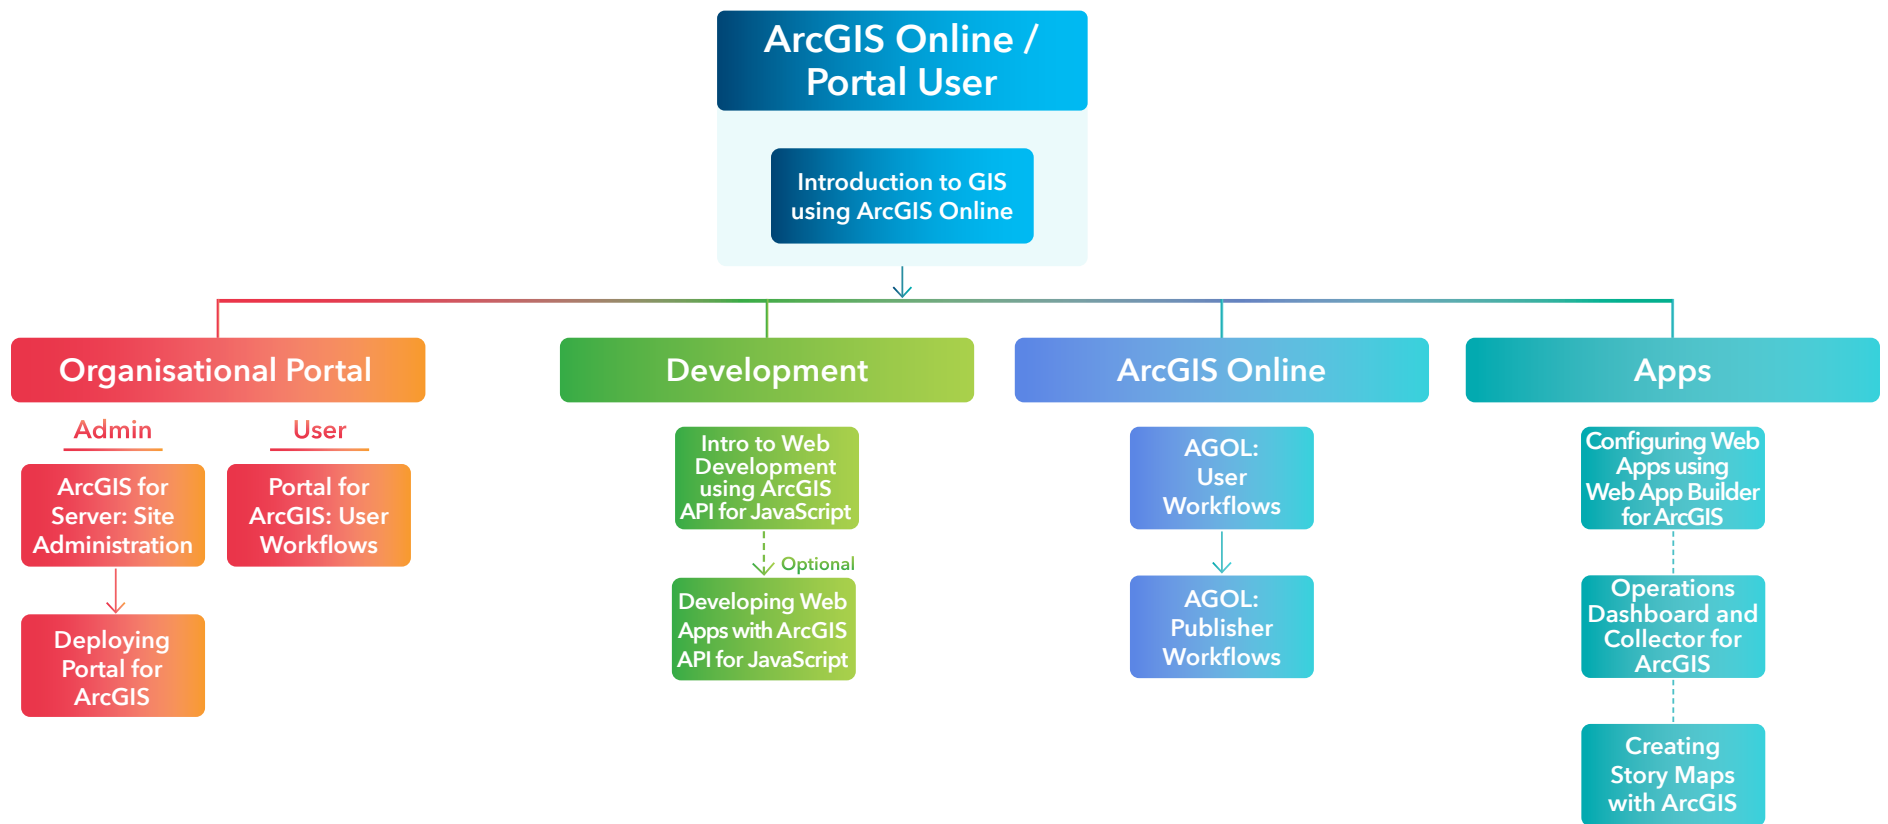 ArcGIS Online /
Portal User
Introduction to GIS
using ArcGIS Online
Organisational Portal
Admin
ArcGIS for
Server: Site
Administration
Deploying
Portal for
ArcGIS
User
Portal for
ArcGIS: User
Workflows
Development
Intro to Web
Development
using ArcGIS
API for JavaScript
Optional
Developing Web
Apps with ArcGIS
API for JavaScript
ArcGIS Online
AGOL:
User
Workflows
AGOL:
Publisher
Workflows
Apps
Configuring Web
Apps using
Web App Builder
for ArcGIS
Operations
Dashboard and
Collector for
ArcGIS
Creating
Story Maps
with ArcGIS